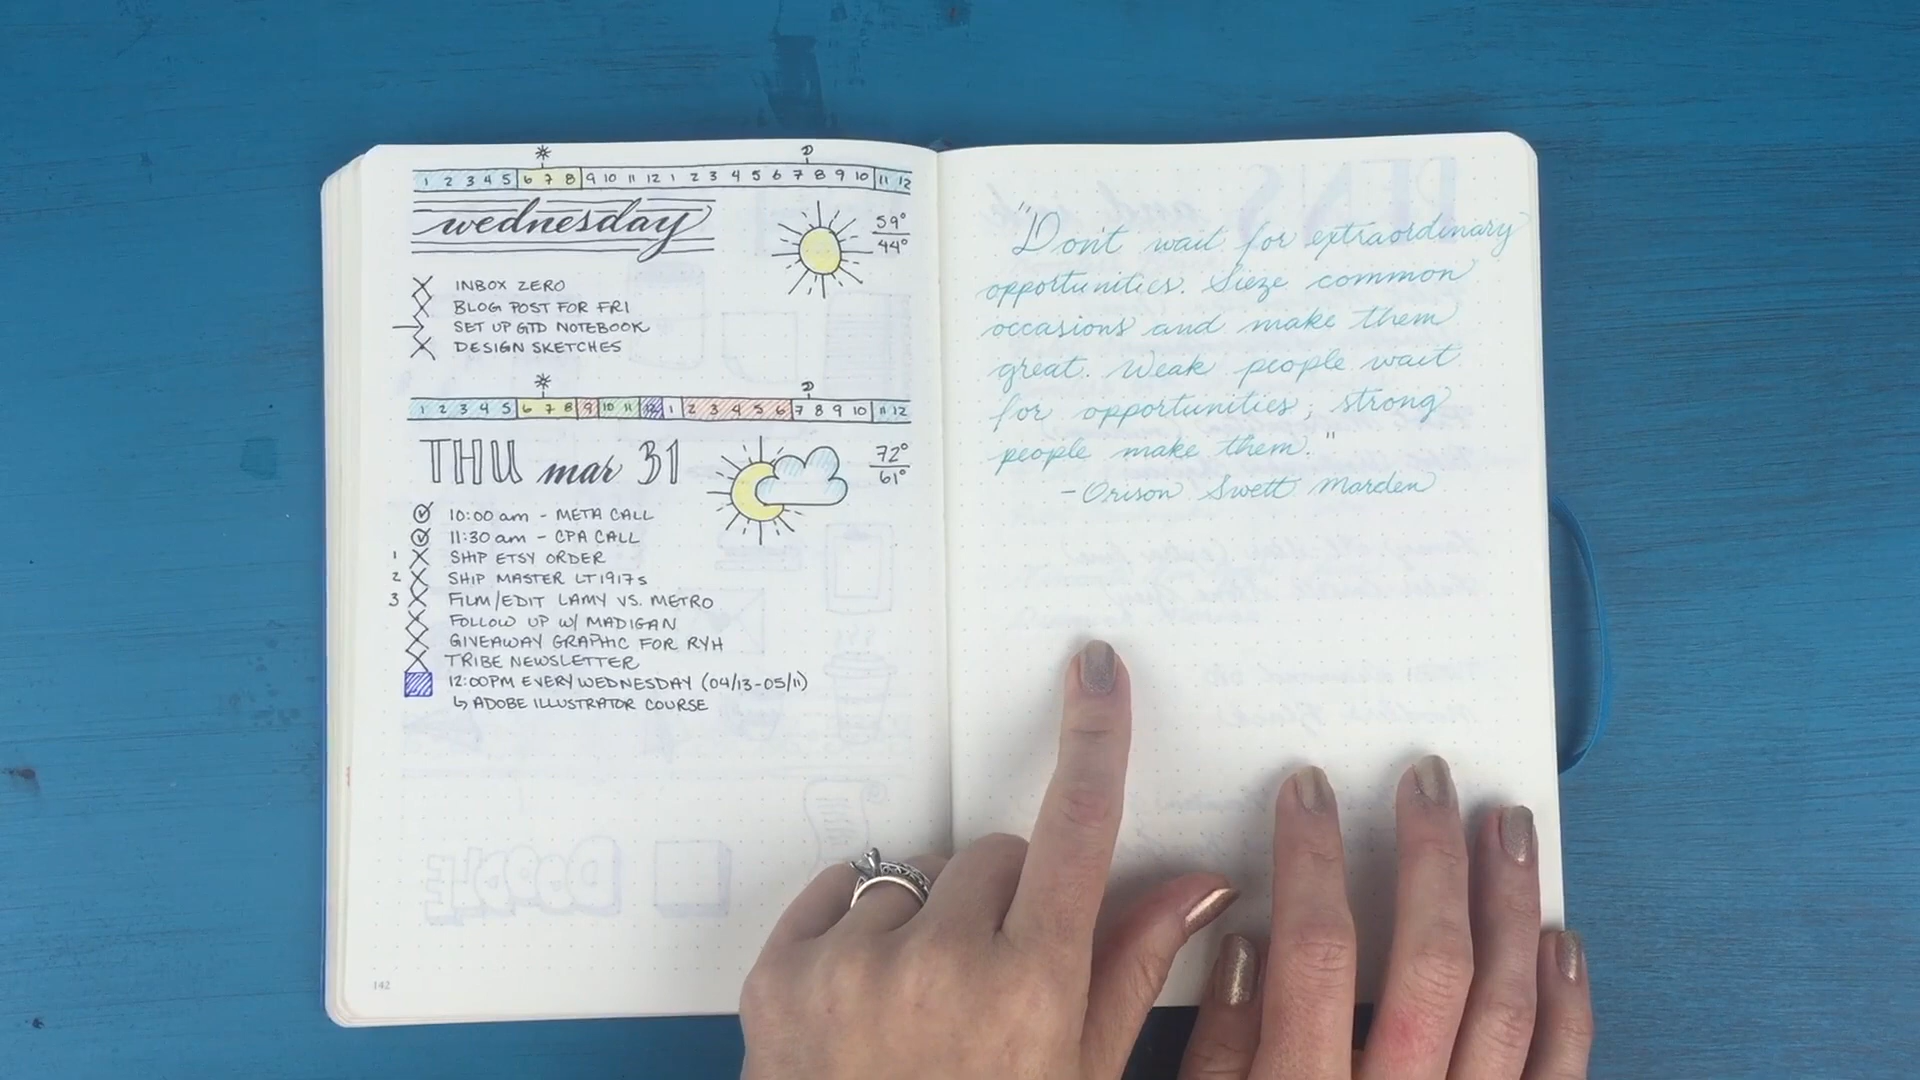 1 2 3 4 5 6 7 8 9 10 11 12 1 2 3 4 5 6 7 8 9 10 11 12
wednesday
59°
44°
INBOX ZERO
BLOG POST FOR FRI
SET UP GTD NOTEBOOK
DESIGN SKETCHES
1 2 3 4 5 6 7 8 9 10 11 12 1 2 3 4 5 6 7 8 9 10 11 12
THU mar 31
72°
61°
10:00 am - META CALL
11:30 am - CPA CALL
1 SHIP ETSY ORDER
2 SHIP MASTER LT1917s
3 FILM/EDIT LAMY VS. METRO
FOLLOW UP W/ MADIGAN
GIVEAWAY GRAPHIC FOR RYH
TRIBE NEWSLETTER
12:00PM EVERY WEDNESDAY (04/13-05/11)
↳ ADOBE ILLUSTRATOR COURSE
DOODLE
142
PENS and ink
"Don't wait for extraordinary
opportunities. Sieze common
occasions and make them
great. Weak people wait
for opportunities; strong
people make them."
-Orison Swett Marden